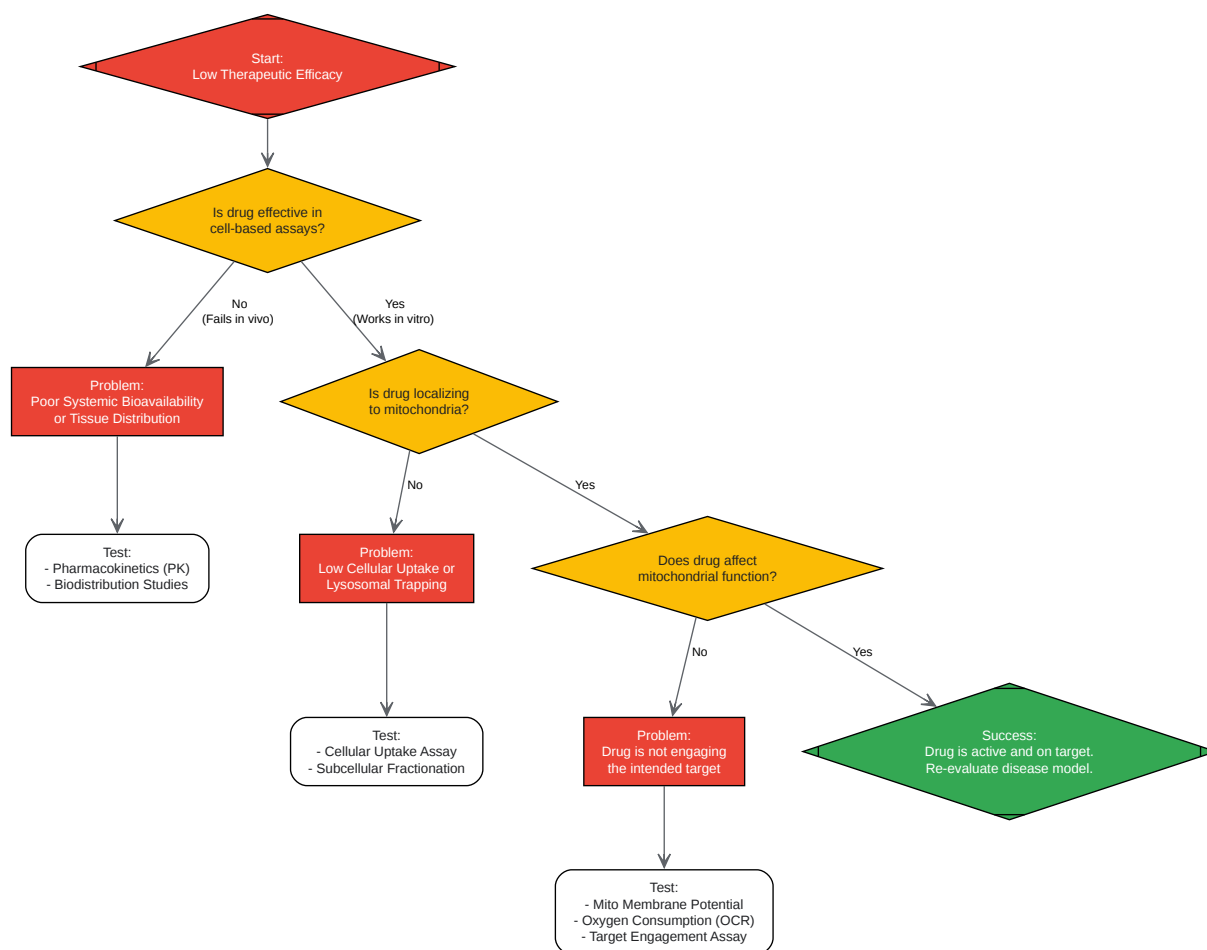 Start:
Low Therapeutic Efficacy
Is drug effective in
cell-based assays?
No
(Fails in vivo)
Yes
(Works in vitro)
Problem:
Poor Systemic Bioavailability
or Tissue Distribution
Is drug localizing
to mitochondria?
No
Yes
Test:
- Pharmacokinetics (PK)
- Biodistribution Studies
Problem:
Low Cellular Uptake or
Lysosomal Trapping
Does drug affect
mitochondrial function?
No
Yes
Test:
- Cellular Uptake Assay
- Subcellular Fractionation
Problem:
Drug is not engaging
the intended target
Success:
Drug is active and on target.
Re-evaluate disease model.
Test:
- Mito Membrane Potential
- Oxygen Consumption (OCR)
- Target Engagement Assay